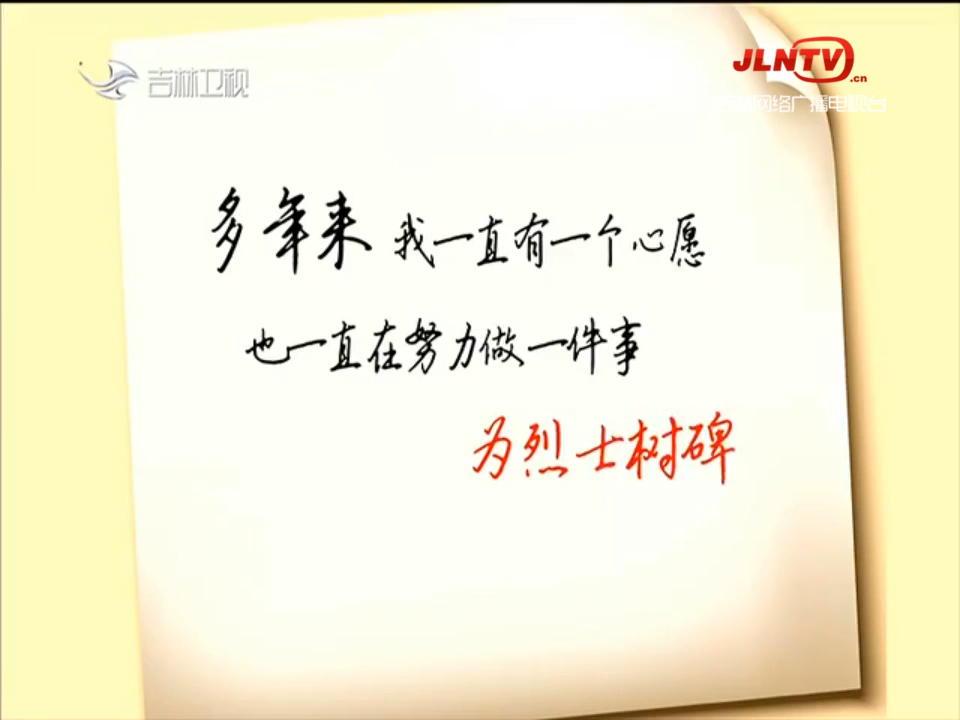 吉林卫视
JLNTV
.cn
网络广播电视台
多年来 我一直有一个心愿
也一直在努力做一件事
为烈士树碑